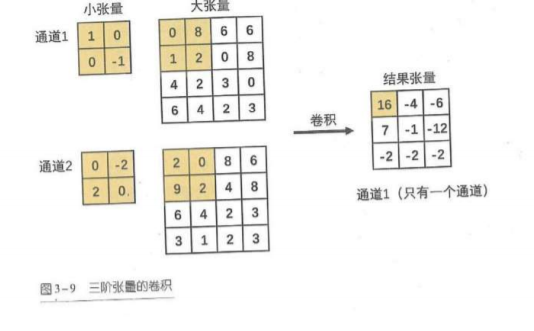 小张量 大张量
通道1
1 0
0 -1
0 8 6 6
1 2 0 8
4 2 3 0
6 4 2 3
卷积
结果张量
16 -4 -6
7 -1 -12
-2 -2 -2
通道1（只有一个通道）
通道2
0 -2
2 0
2 0 8 6
9 2 4 8
6 4 2 3
3 1 2 3
图3-9 三阶张量的卷积